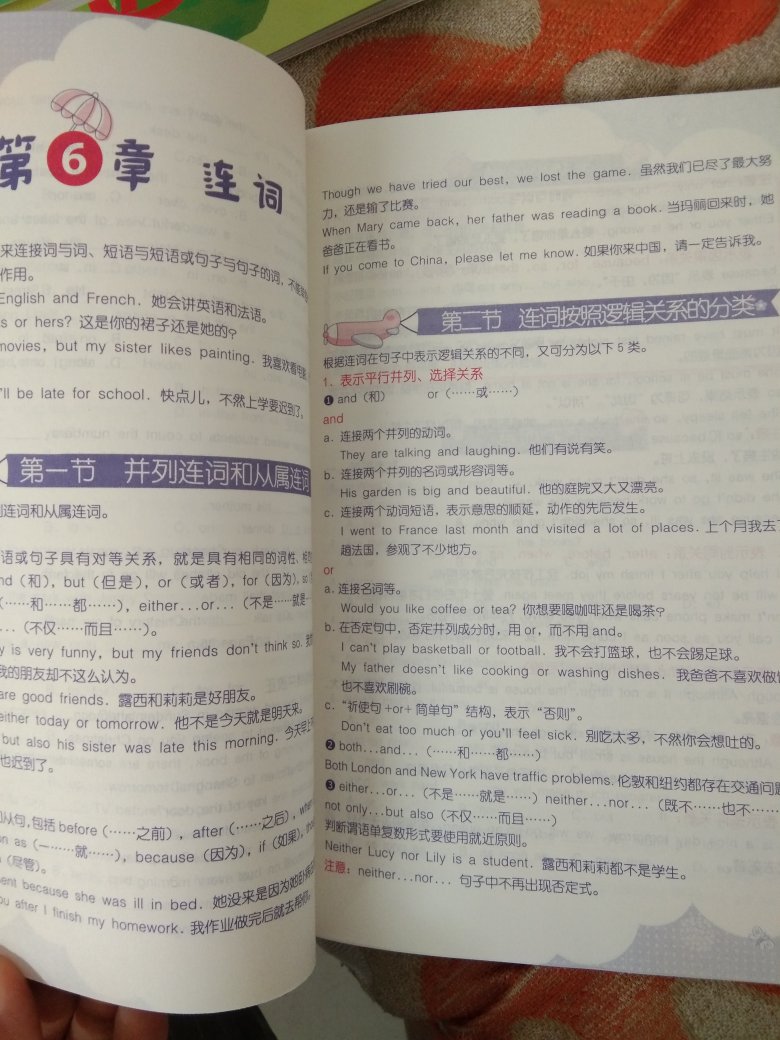 第6章 连词
来连接词与词、短语与短语或句子与句子的词，
作用。
English and French．她会讲英语和法语。
s or hers？这是你的裙子还是她的？
movies, but my sister likes painting．我喜欢看
'll be late for school．快点儿，不然上学要迟到了。
第一节 并列连词和从属连词
连词和从属连词。
语或句子具有对等关系，就是具有相同的词性、
nd（和），but（但是），or（或者），for（因为），so
（……和……都……），either...or...（不是……就是…
...（不仅……而且……）。
y is very funny, but my friends don't think so.
我的朋友却不这么认为。
are good friends．露西和莉莉是好朋友。
either today or tomorrow．他不是今天就是明天来。
but also his sister was late this morning．今天早上
也迟到了。
从句，包括before（……之前），after（……之后），
on as（一……就……），because（因为），if（如果），
（尽管）。
ent because she was ill in bed．她没来是因为她
ou after I finish my homework．我作业做完后就去帮你。
Though we have tried our best, we lost the game．虽然我们已尽了最大努
力，还是输了比赛。
When Mary came back, her father was reading a book．当玛丽回来时，她
爸爸正在看书。
If you come to China, please let me know．如果你来中国，请一定告诉我。
第二节 连词按照逻辑关系的分类
根据连词在句子中表示逻辑关系的不同，又可分为以下5类。
1．表示平行并列、选择关系
❶ and（和） or（……或……）
and
a．连接两个并列的动词。
They are talking and laughing．他们有说有笑。
b．连接两个并列的名词或形容词等。
His garden is big and beautiful．他的庭院又大又漂亮。
c．连接两个动词短语，表示意思的顺延，动作的先后发生。
I went to France last month and visited a lot of places．上个月我去了
趟法国，参观了不少地方。
or
a．连接名词等。
Would you like coffee or tea？你想要喝咖啡还是喝茶？
b．在否定句中，否定并列成分时，用or，而不用and。
I can't play basketball or football．我不会打篮球，也不会踢足球。
My father doesn't like cooking or washing dishes．我爸爸不喜欢做饭
也不喜欢刷碗。
c．“祈使句+or+简单句”结构，表示“否则”。
Don't eat too much or you'll feel sick．别吃太多，不然你会想吐的。
❷ both...and...（……和……都……）
Both London and New York have traffic problems．伦敦和纽约都存在交通问题
❸ either...or...（不是……就是……）neither...nor...（既不……也不……
not only...but also（不仅……而且……）
判断谓语单复数形式要使用就近原则。
Neither Lucy nor Lily is a student．露西和莉莉都不是学生。
注意：neither...nor...句子中不再出现否定式。